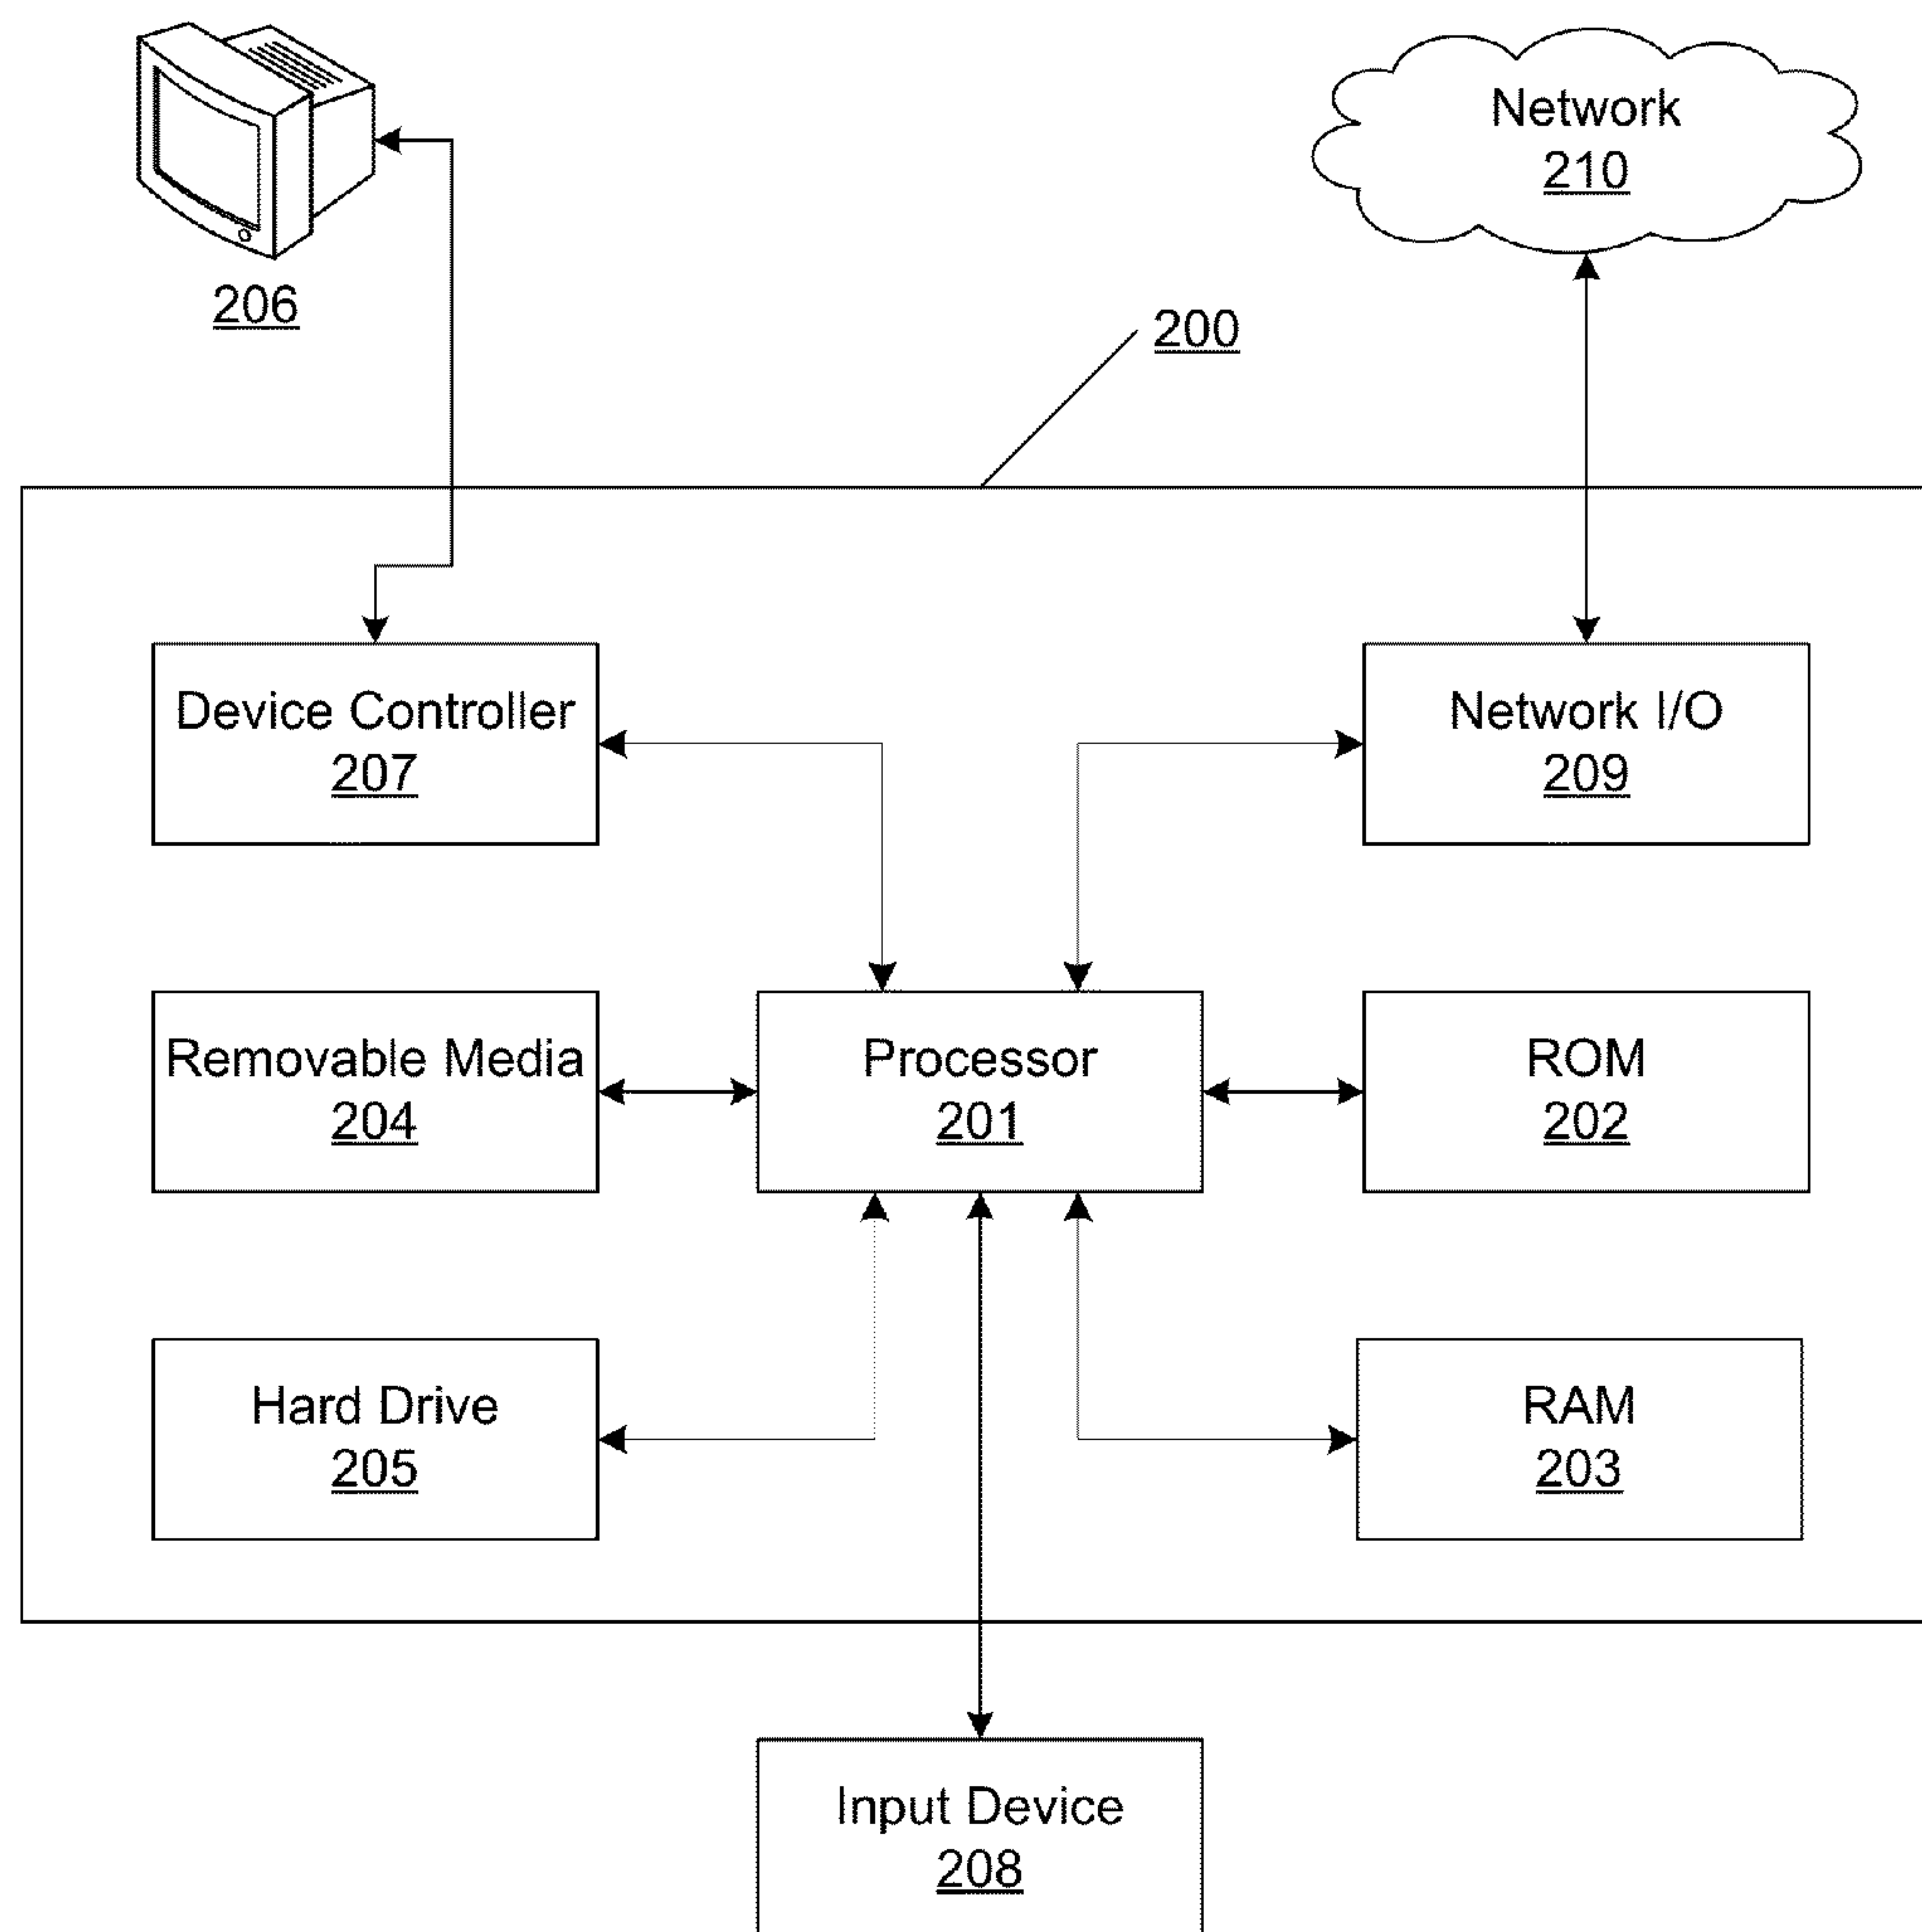 Network
210
206
200
Device Controller
207
Network I/O
209
Removable Media
204
Processor
201
ROM
202
Hard Drive
205
RAM
203
Input Device
208